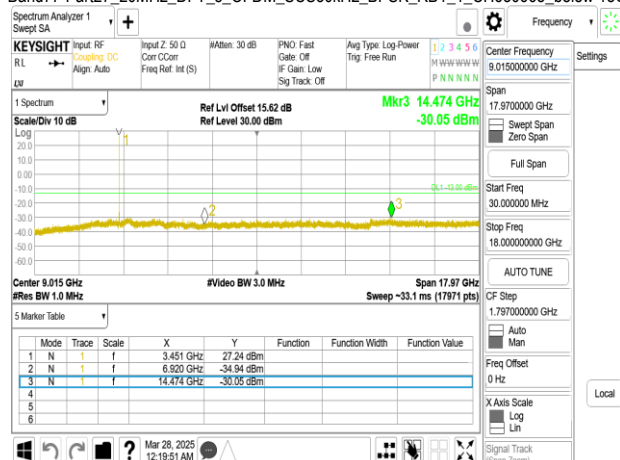 Spectrum Analyzer 1
Swept SA
Frequency
KEYSIGHT
Input: RF
Coupling: DC
Align: Auto
Input Z: 50 Ω
Corr CCorr
Freq Ref: Int (S)
#Atten: 30 dB
PNO: Fast
Gate: Off
IF Gain: Low
Sig Track: Off
Avg Type: Log-Power
Trig: Free Run
1 2 3 4 5 6
M W W W W W
P N N N N N
RL
LXI
Center Frequency
9.015000000 GHz
Settings
Span
17.9700000 GHz
Swept Span
Zero Span
Full Span
Start Freq
30.000000 MHz
Stop Freq
18.000000000 GHz
AUTO TUNE
CF Step
1.797000000 GHz
Auto
Man
Freq Offset
0 Hz
X Axis Scale
Log
Lin
Signal Track
Local
1 Spectrum
Scale/Div 10 dB
Ref Lvl Offset 15.62 dB
Ref Level 30.00 dBm
Mkr3 14.474 GHz
-30.05 dBm
Log
20.0
10.0
0.00
-10.0
-20.0
-30.0
-40.0
-50.0
-60.0
1
2
3
DL1 -13.00 dBm
Center 9.015 GHz
#Res BW 1.0 MHz
#Video BW 3.0 MHz
Span 17.97 GHz
Sweep ~33.1 ms (17971 pts)
5 Marker Table
Mode Trace Scale X Y Function Function Width Function Value
1 N 1 f 3.451 GHz 27.24 dBm
2 N 1 f 6.920 GHz -34.94 dBm
3 N 1 f 14.474 GHz -30.05 dBm
4
5
6
?
Mar 28, 2025
12:19:51 AM